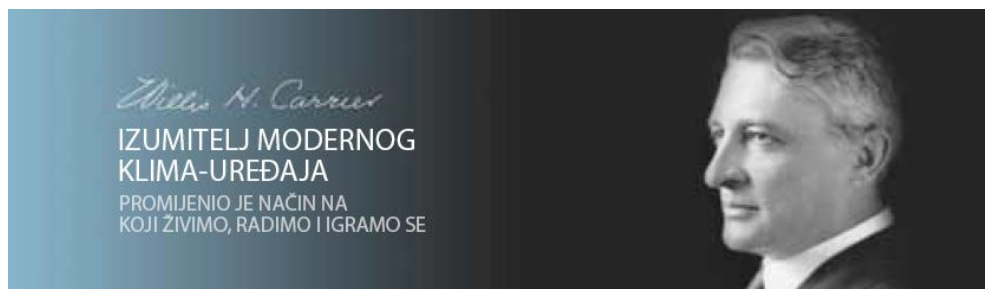 Willis H. Carrier
IZUMITELJ MODERNOG
KLIMA-UREĐAJA
PROMIJENIO JE NAČIN NA
KOJI ŽIVIMO, RADIMO I IGRAMO SE